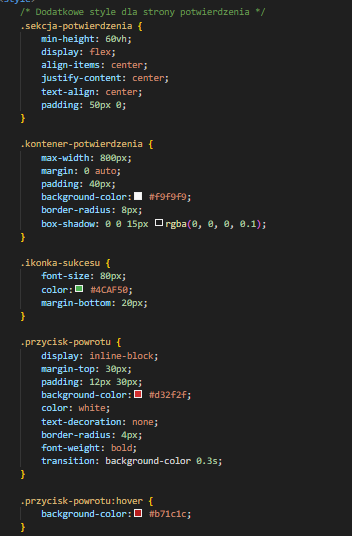 /* Dodatkowe style dla strony potwierdzenia */
.sekcja-potwierdzenia {
min-height: 60vh;
display: flex;
align-items: center;
justify-content: center;
text-align: center;
padding: 50px 0;
}
.kontener-potwierdzenia {
max-width: 800px;
margin: 0 auto;
padding: 40px;
background-color: #f9f9f9;
border-radius: 8px;
box-shadow: 0 0 15px rgba(0, 0, 0, 0.1);
}
.ikonka-sukcesu {
font-size: 80px;
color: #4CAF50;
margin-bottom: 20px;
}
.przycisk-powrotu {
display: inline-block;
margin-top: 30px;
padding: 12px 30px;
background-color: #d32f2f;
color: white;
text-decoration: none;
border-radius: 4px;
font-weight: bold;
transition: background-color 0.3s;
}
.przycisk-powrotu:hover {
background-color: #b71c1c;
}